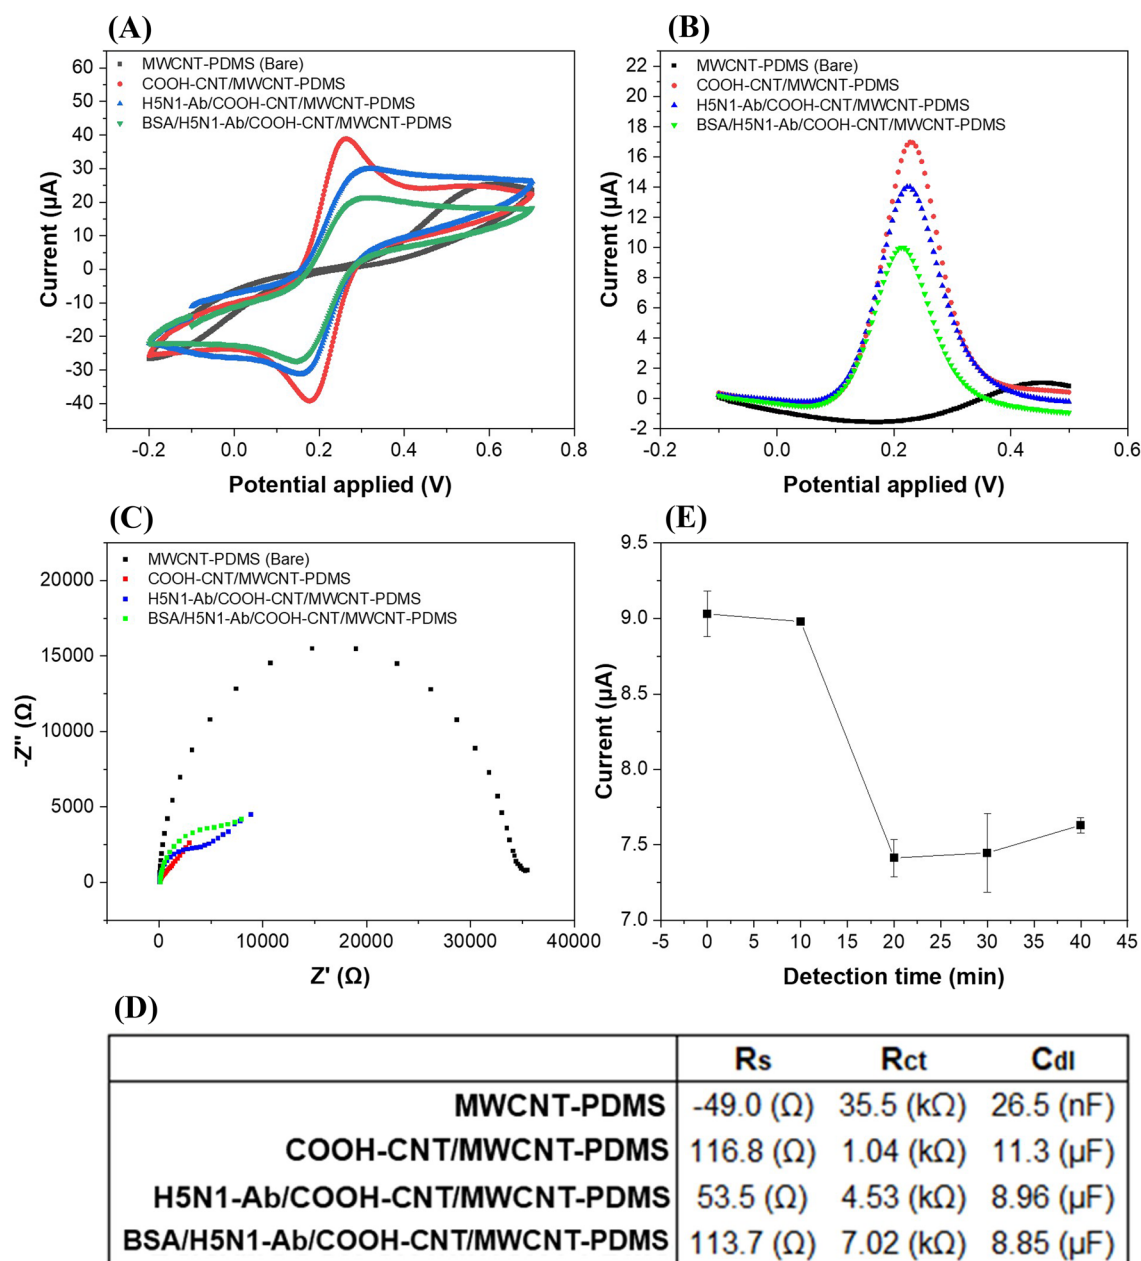 (A)
60
50
40
30
20
10
0
-10
-20
-30
-40
Current (μA)
MWCNT-PDMS (Bare)
COOH-CNT/MWCNT-PDMS
H5N1-Ab/COOH-CNT/MWCNT-PDMS
BSA/H5N1-Ab/COOH-CNT/MWCNT-PDMS
-0.2 0.0 0.2 0.4 0.6 0.8
Potential applied (V)
(B)
22
20
18
16
14
12
10
8
6
4
2
0
-2
Current (μA)
MWCNT-PDMS (Bare)
COOH-CNT/MWCNT-PDMS
H5N1-Ab/COOH-CNT/MWCNT-PDMS
BSA/H5N1-Ab/COOH-CNT/MWCNT-PDMS
-0.2 0.0 0.2 0.4 0.6
Potential applied (V)
(C)
20000
15000
10000
5000
0
-Z'' (Ω)
MWCNT-PDMS (Bare)
COOH-CNT/MWCNT-PDMS
H5N1-Ab/COOH-CNT/MWCNT-PDMS
BSA/H5N1-Ab/COOH-CNT/MWCNT-PDMS
0 10000 20000 30000 40000
Z' (Ω)
(E)
9.5
9.0
8.5
8.0
7.5
7.0
Current (μA)
-5 0 5 10 15 20 25 30 35 40 45
Detection time (min)
(D)
Rs Rct Cdl
MWCNT-PDMS -49.0 (Ω) 35.5 (kΩ) 26.5 (nF)
COOH-CNT/MWCNT-PDMS 116.8 (Ω) 1.04 (kΩ) 11.3 (μF)
H5N1-Ab/COOH-CNT/MWCNT-PDMS 53.5 (Ω) 4.53 (kΩ) 8.96 (μF)
BSA/H5N1-Ab/COOH-CNT/MWCNT-PDMS 113.7 (Ω) 7.02 (kΩ) 8.85 (μF)